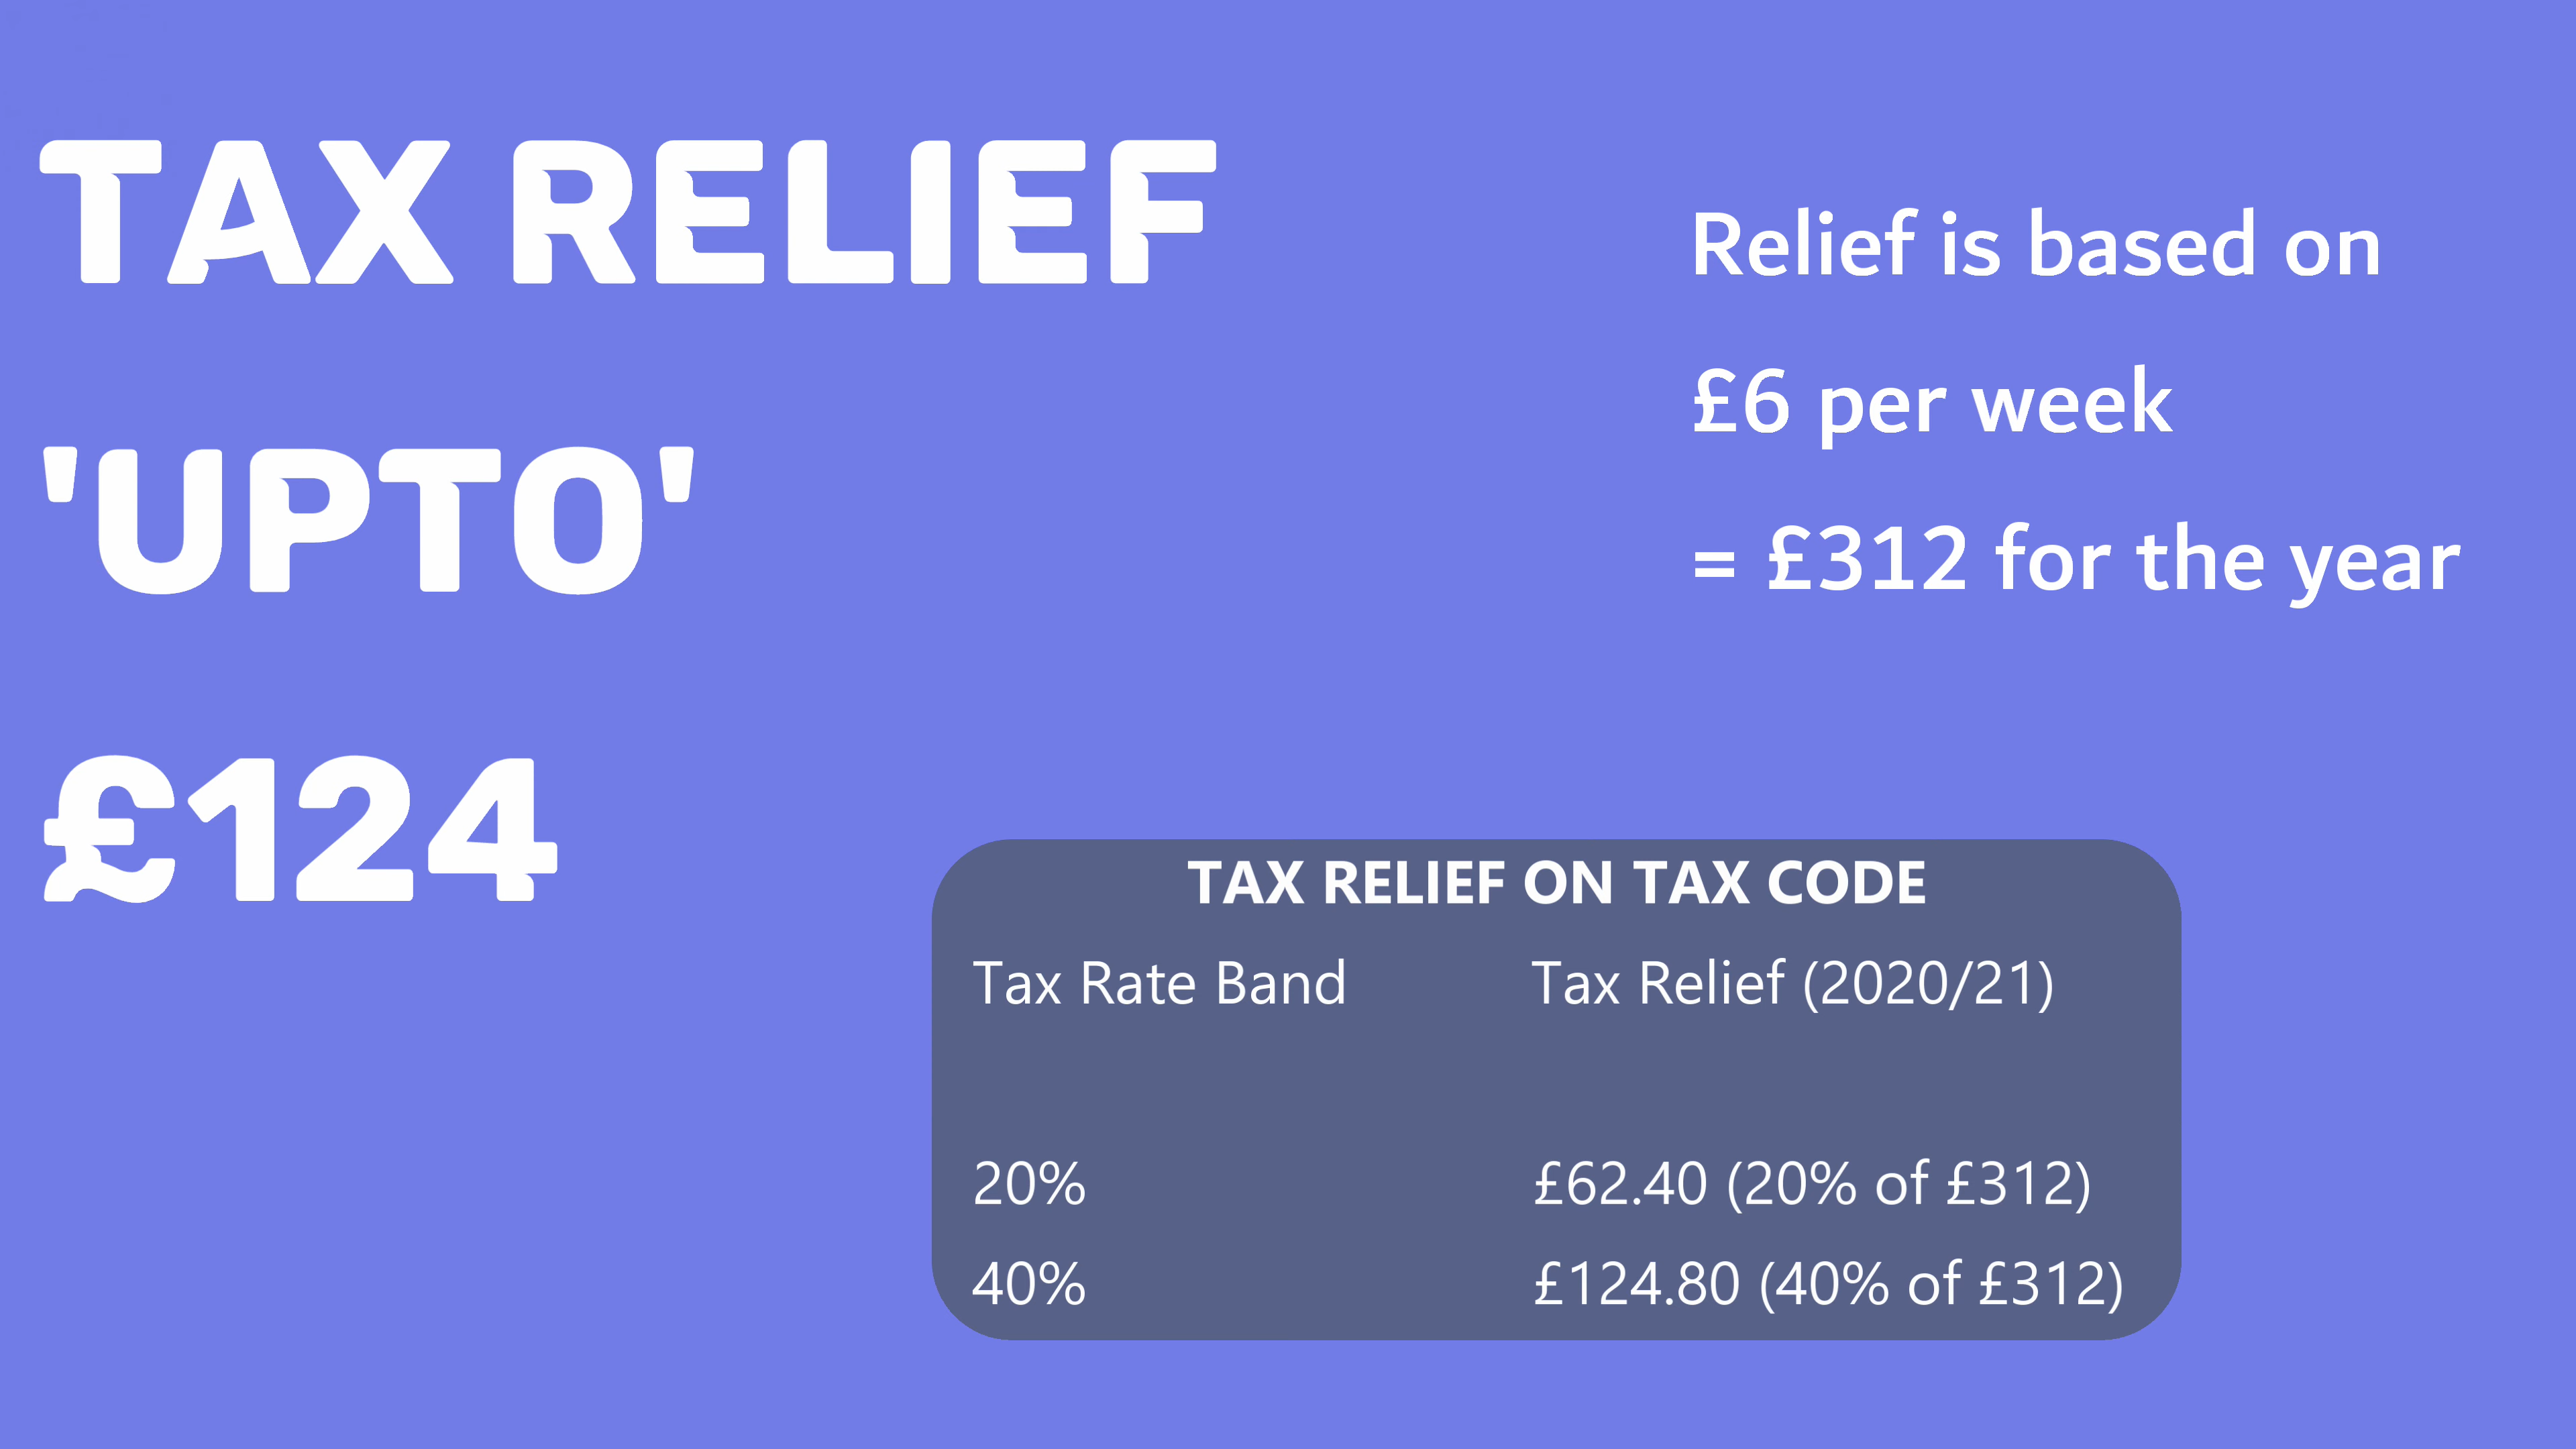 TAX RELIEF
'UPTO'
£124
Relief is based on
£6 per week
= £312 for the year
TAX RELIEF ON TAX CODE
Tax Rate Band Tax Relief (2020/21)
20% £62.40 (20% of £312)
40% £124.80 (40% of £312)